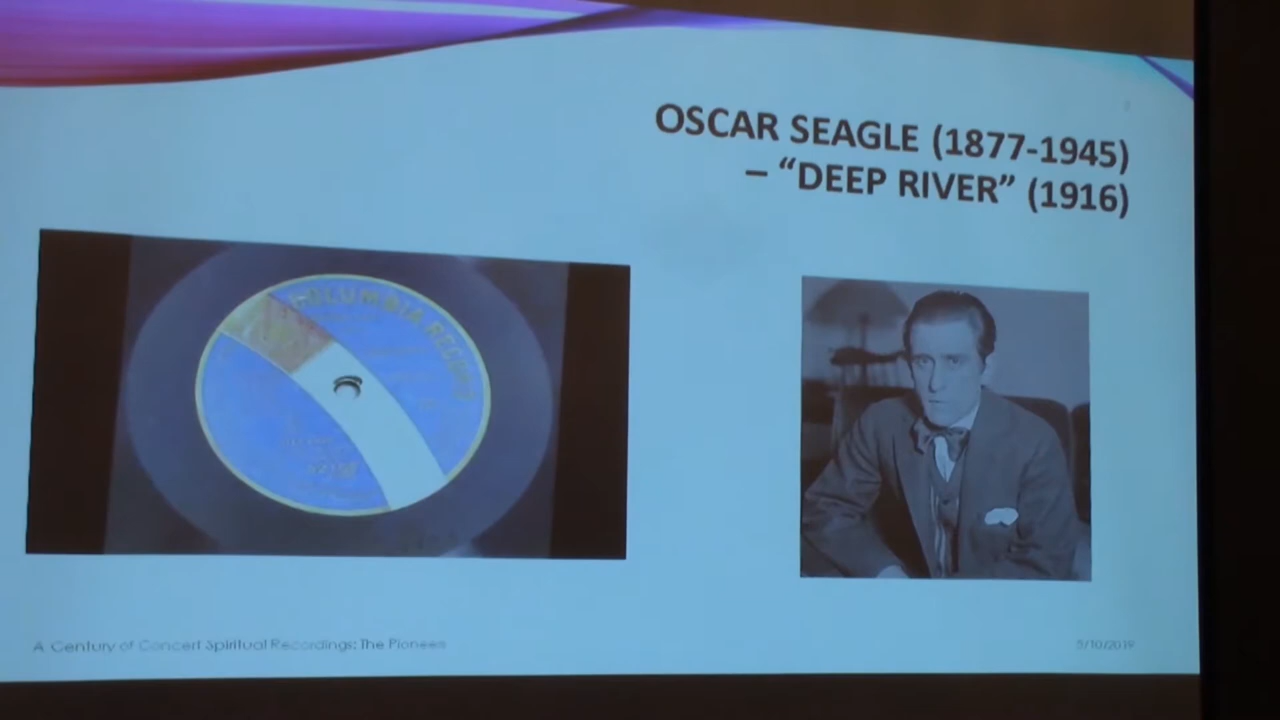 OSCAR SEAGLE (1877-1945)
– “DEEP RIVER” (1916)
COLUMBIA RECORD
A Century of Concert Spiritual Recordings: The Pioneers
5/10/2019